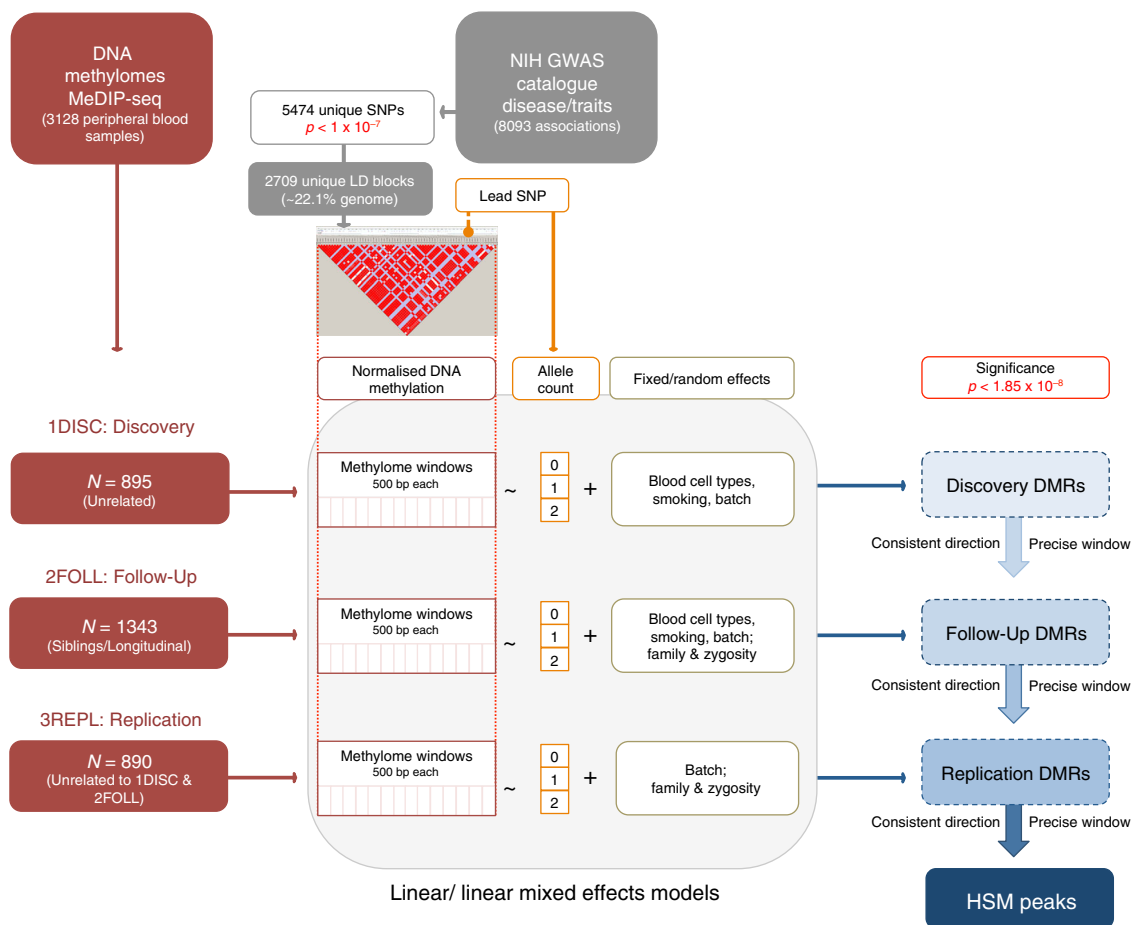 DNA
methylomes
MeDIP-seq
(3128 peripheral blood
samples)
NIH GWAS
catalogue
disease/traits
(8093 associations)
5474 unique SNPs
p < 1 x 10⁻⁷
2709 unique LD blocks
(~22.1% genome)
Lead SNP
Normalised DNA
methylation
Allele
count
Fixed/random effects
Significance
p < 1.85 x 10⁻⁸
1DISC: Discovery
N = 895
(Unrelated)
Methylome windows
500 bp each
~
0
1
2
+
Blood cell types,
smoking, batch
Discovery DMRs
Consistent direction
Precise window
2FOLL: Follow-Up
N = 1343
(Siblings/Longitudinal)
Methylome windows
500 bp each
~
0
1
2
+
Blood cell types,
smoking, batch;
family & zygosity
Follow-Up DMRs
Consistent direction
Precise window
3REPL: Replication
N = 890
(Unrelated to 1DISC &
2FOLL)
Methylome windows
500 bp each
~
0
1
2
+
Batch;
family & zygosity
Replication DMRs
Consistent direction
Precise window
Linear/ linear mixed effects models
HSM peaks